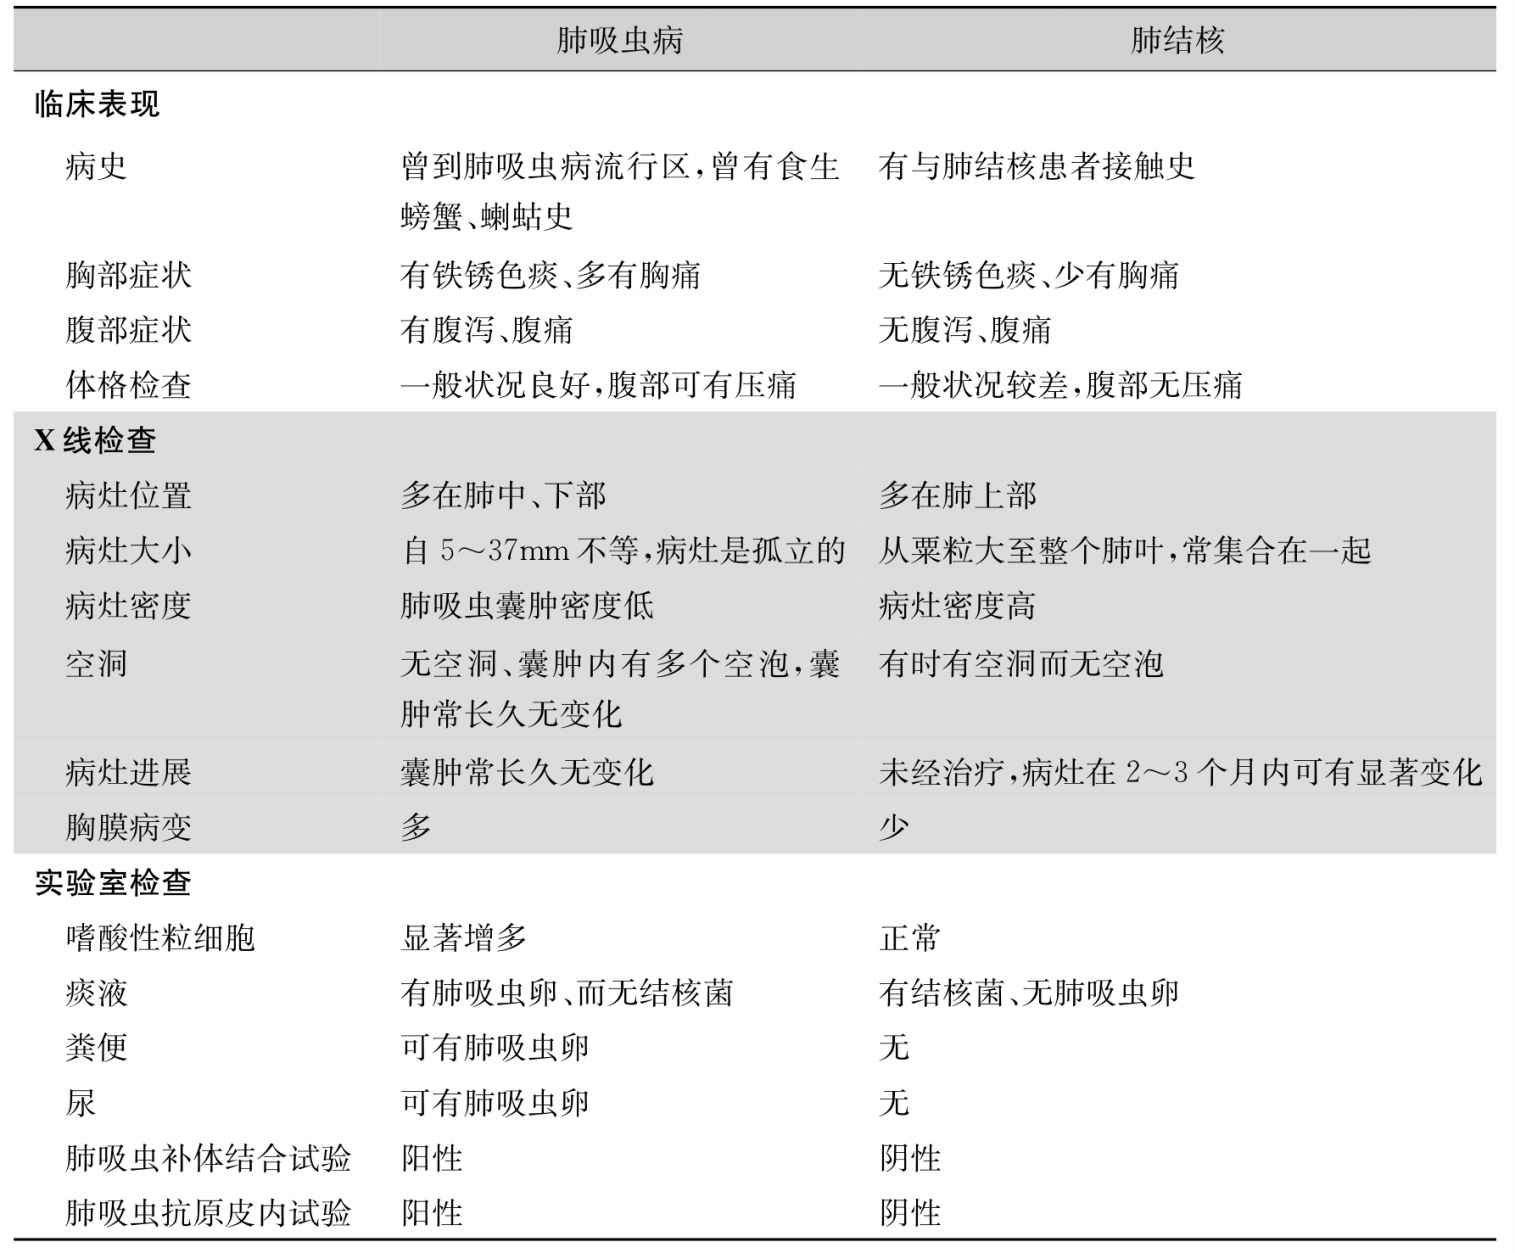 肺吸虫病 肺结核
临床表现
病史 曾到肺吸虫病流行区,曾有食生 有与肺结核患者接触史
螃蟹、蝲蛄史
胸部症状 有铁锈色痰、多有胸痛 无铁锈色痰、少有胸痛
腹部症状 有腹泻、腹痛 无腹泻、腹痛
体格检查 一般状况良好,腹部可有压痛 一般状况较差,腹部无压痛
X线检查
病灶位置 多在肺中、下部 多在肺上部
病灶大小 自5～37mm不等,病灶是孤立的 从粟粒大至整个肺叶,常集合在一起
病灶密度 肺吸虫囊肿密度低 病灶密度高
空洞 无空洞、囊肿内有多个空泡,囊 有时有空洞而无空泡
肿常长久无变化
病灶进展 囊肿常长久无变化 未经治疗,病灶在2～3个月内可有显著变化
胸膜病变 多 少
实验室检查
嗜酸性粒细胞 显著增多 正常
痰液 有肺吸虫卵、而无结核菌 有结核菌、无肺吸虫卵
粪便 可有肺吸虫卵 无
尿 可有肺吸虫卵 无
肺吸虫补体结合试验 阳性 阴性
肺吸虫抗原皮内试验 阳性 阴性